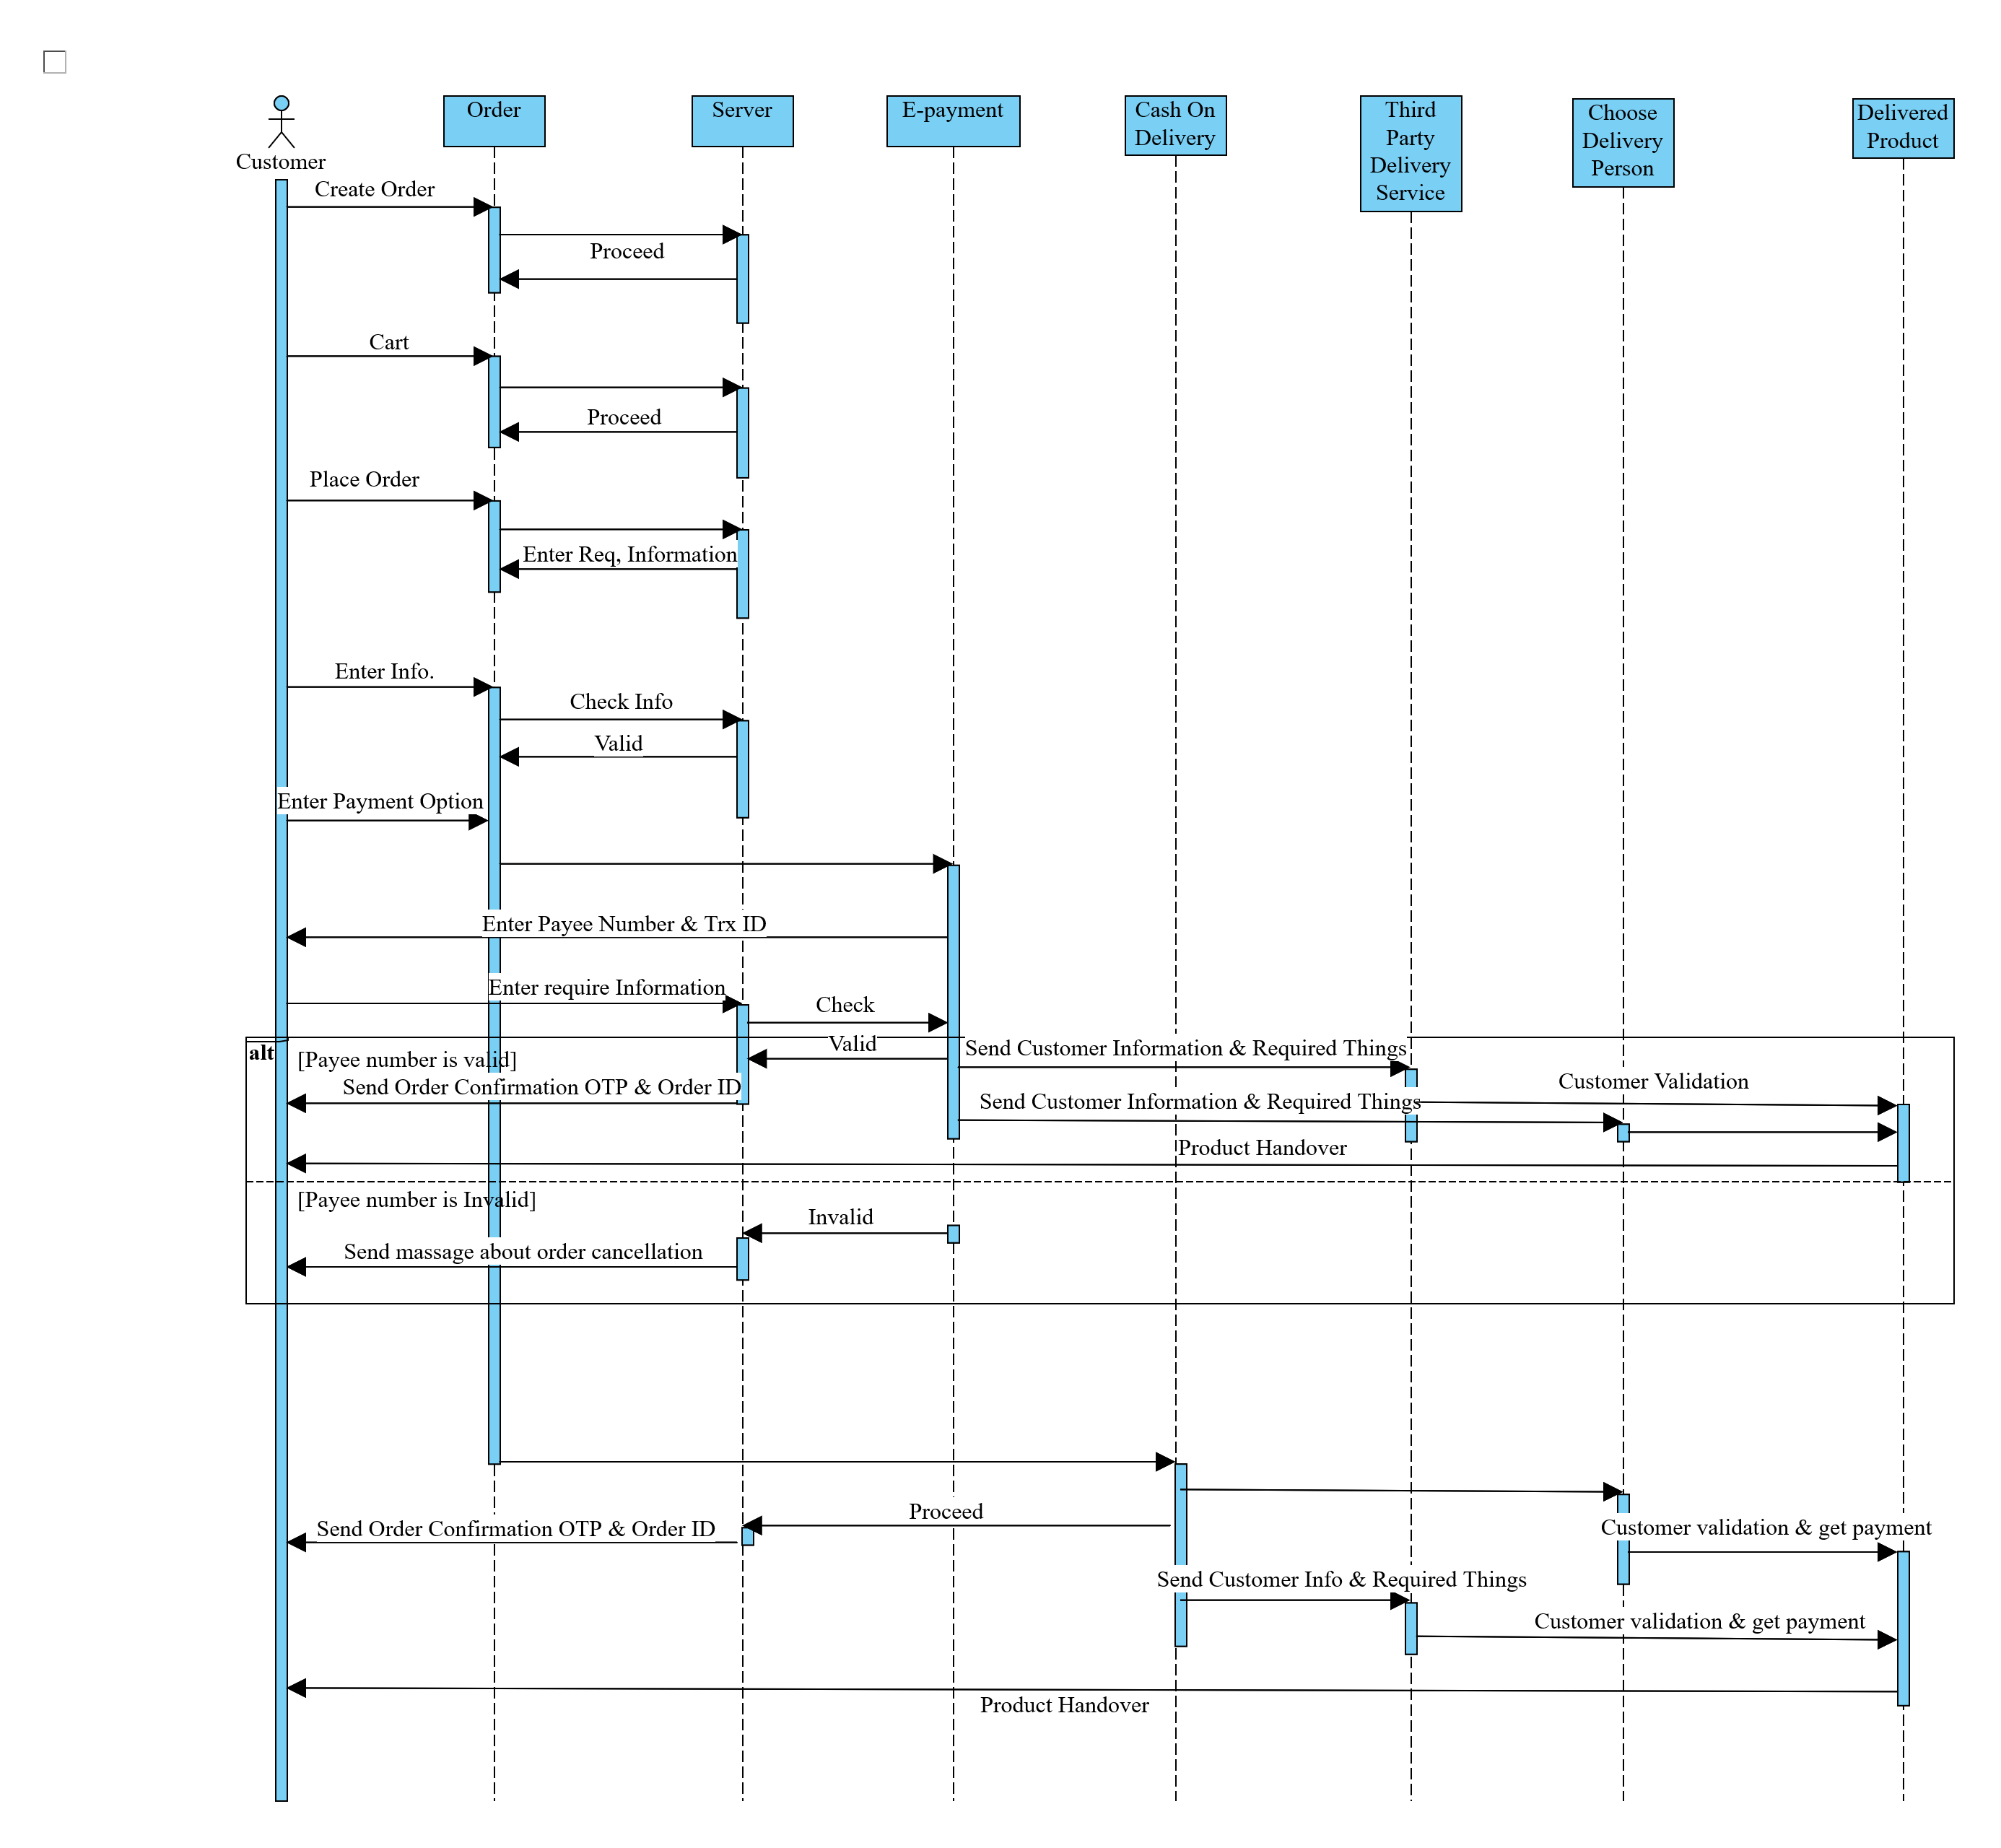 Customer
Order
Server
E-payment
Cash On
Delivery
Third
Party
Delivery
Service
Choose
Delivery
Person
Delivered
Product
Create Order
Proceed
Cart
Proceed
Place Order
Enter Req, Information
Enter Info.
Check Info
Valid
Enter Payment Option
Enter Payee Number & Trx ID
Enter require Information
Check
alt
[Payee number is valid]
Valid
Send Customer Information & Required Things
Send Order Confirmation OTP & Order ID
Customer Validation
Send Customer Information & Required Things
Product Handover
[Payee number is Invalid]
Invalid
Send massage about order cancellation
Proceed
Send Order Confirmation OTP & Order ID
Customer validation & get payment
Send Customer Info & Required Things
Customer validation & get payment
Product Handover